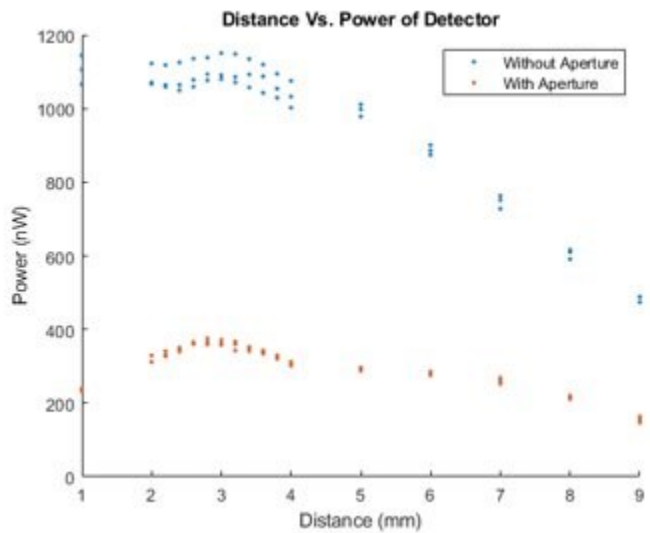 Distance Vs. Power of Detector
1200
1000
800
600
400
200
0
Power (nW)
Without Aperture
With Aperture
1 2 3 4 5 6 7 8 9
Distance (mm)